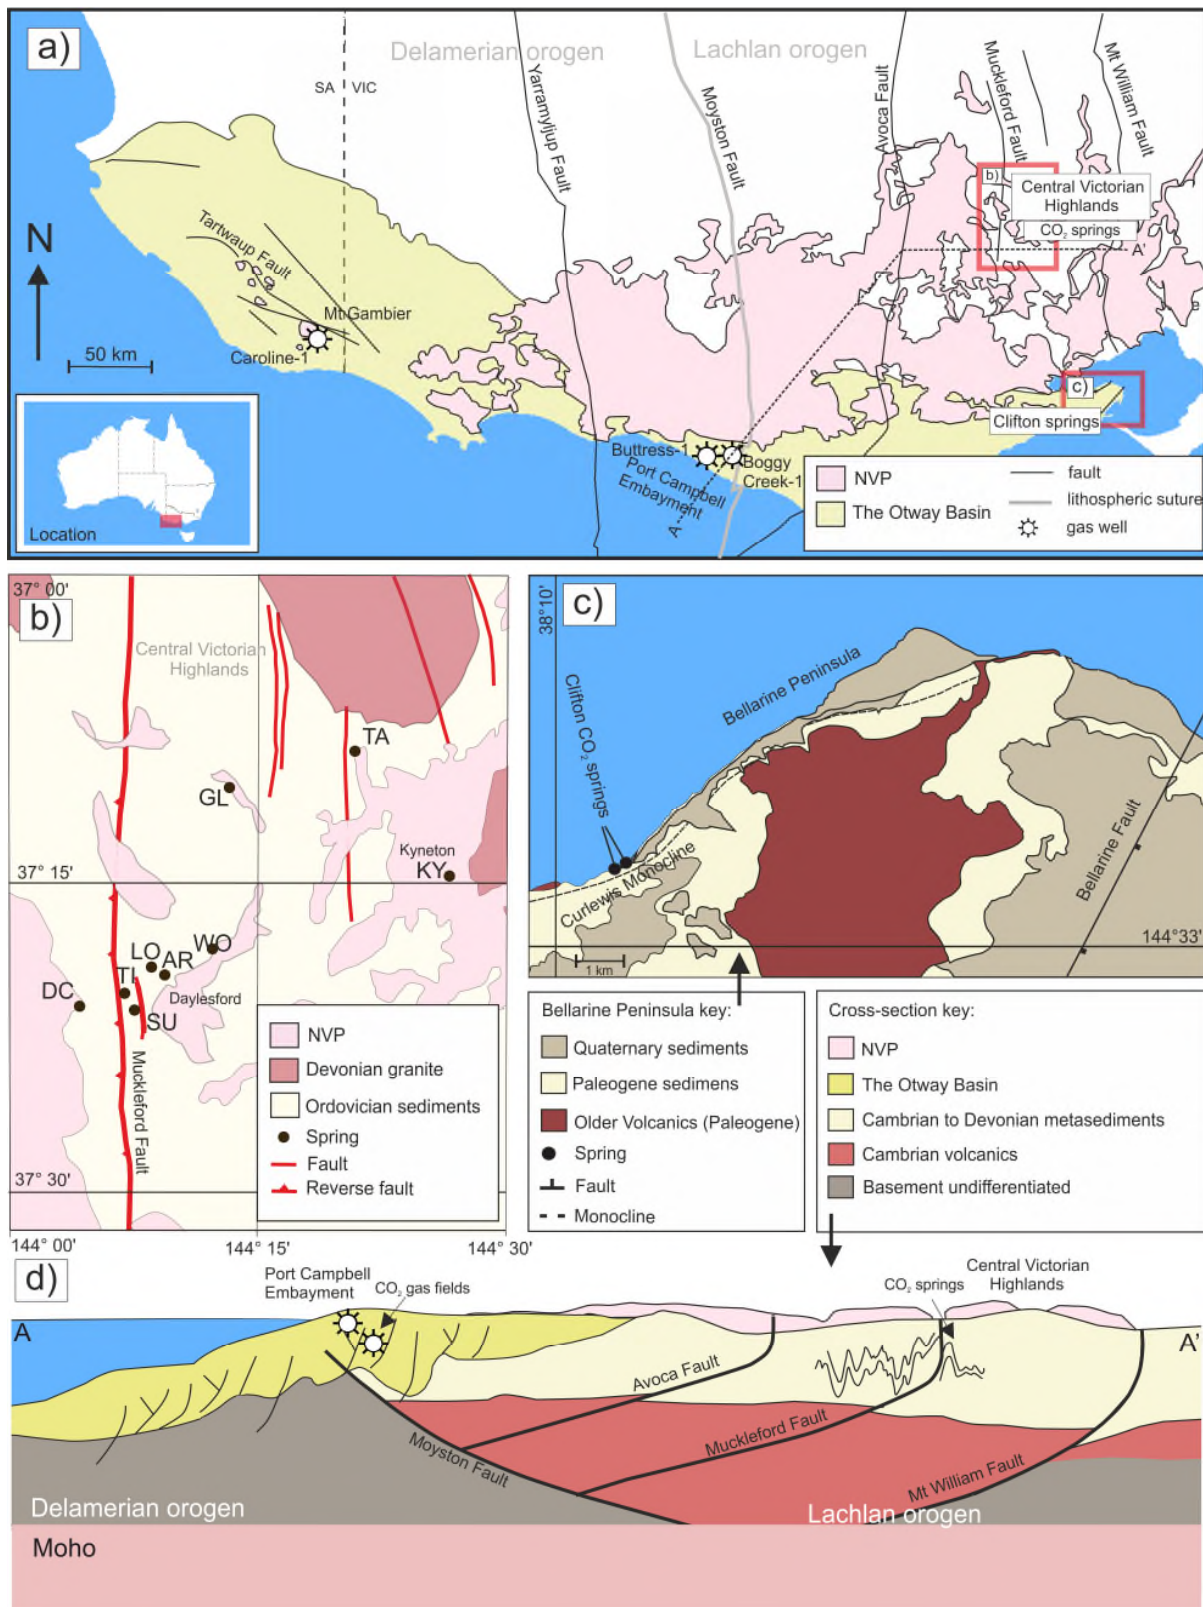 a)
Delamerian orogen
Lachlan orogen
SA
VIC
Yarramyljup Fault
Moyston Fault
Avoca Fault
Muckleford Fault
Mt William Fault
b)
Central Victorian
Highlands
CO₂ springs
A'
N
50 km
Tartwaup Fault
Mt Gambier
Caroline-1
c)
Clifton springs
Buttress-1
Boggy
Creek-1
Port Campbell
Embayment
A
Location
NVP
The Otway Basin
fault
lithospheric suture
gas well
37° 00'
b)
Central Victorian
Highlands
TA
GL
Kyneton
KY
37° 15'
WO
LO
AR
TI
DC
Daylesford
SU
Muckleford Fault
37° 30'
144° 00'
144° 15'
144° 30'
NVP
Devonian granite
Ordovician sediments
Spring
Fault
Reverse fault
38°10'
c)
Bellarine Peninsula
Clifton CO₂ springs
Curlewis Monocline
Bellarine Fault
144°33'
1 km
Bellarine Peninsula key:
Quaternary sediments
Paleogene sedimens
Older Volcanics (Paleogene)
Spring
Fault
Monocline
Cross-section key:
NVP
The Otway Basin
Cambrian to Devonian metasediments
Cambrian volcanics
Basement undifferentiated
d)
Port Campbell
Embayment
CO₂ gas fields
CO₂ springs
Central Victorian
Highlands
A
A'
Avoca Fault
Muckleford Fault
Moyston Fault
Mt William Fault
Delamerian orogen
Lachlan orogen
Moho